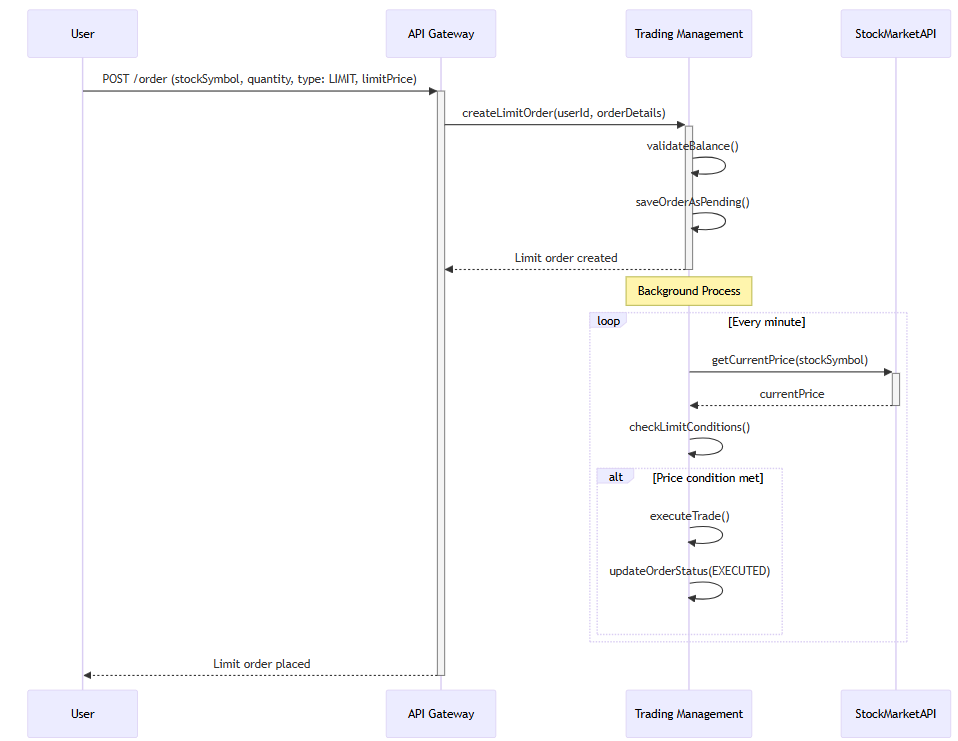 User
API Gateway
Trading Management
StockMarketAPI
POST /order (stockSymbol, quantity, type: LIMIT, limitPrice)
createLimitOrder(userId, orderDetails)
validateBalance()
saveOrderAsPending()
Limit order created
Background Process
loop
[Every minute]
getCurrentPrice(stockSymbol)
currentPrice
checkLimitConditions()
alt
[Price condition met]
executeTrade()
updateOrderStatus(EXECUTED)
Limit order placed
User
API Gateway
Trading Management
StockMarketAPI